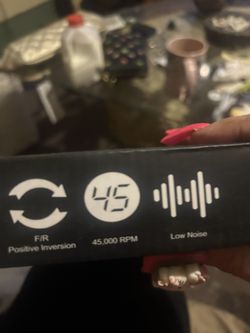 45
F/R
Positive Inversion
45,000 RPM
Low Noise